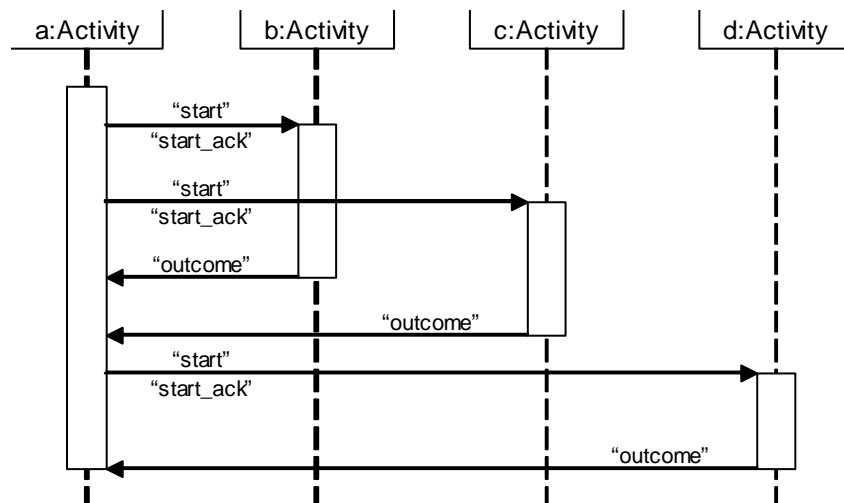 a:Activity
b:Activity
c:Activity
d:Activity
“start”
“start_ack”
“start”
“start_ack”
“outcome”
“outcome”
“start”
“start_ack”
“outcome”